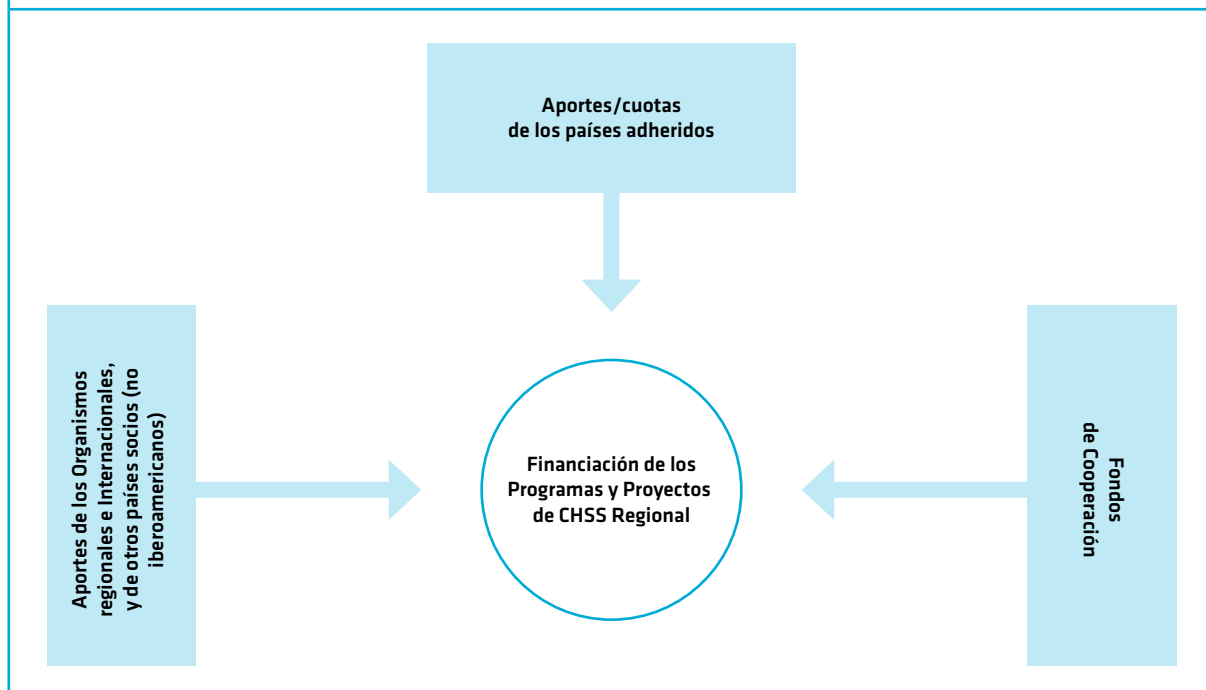 Aportes/cuotas
de los países adheridos
Aportes de los Organismos
regionales e Internacionales,
y de otros países socios (no
iberoamericanos)
Financiación de los
Programas y Proyectos
de CHSS Regional
Fondos
de Cooperación